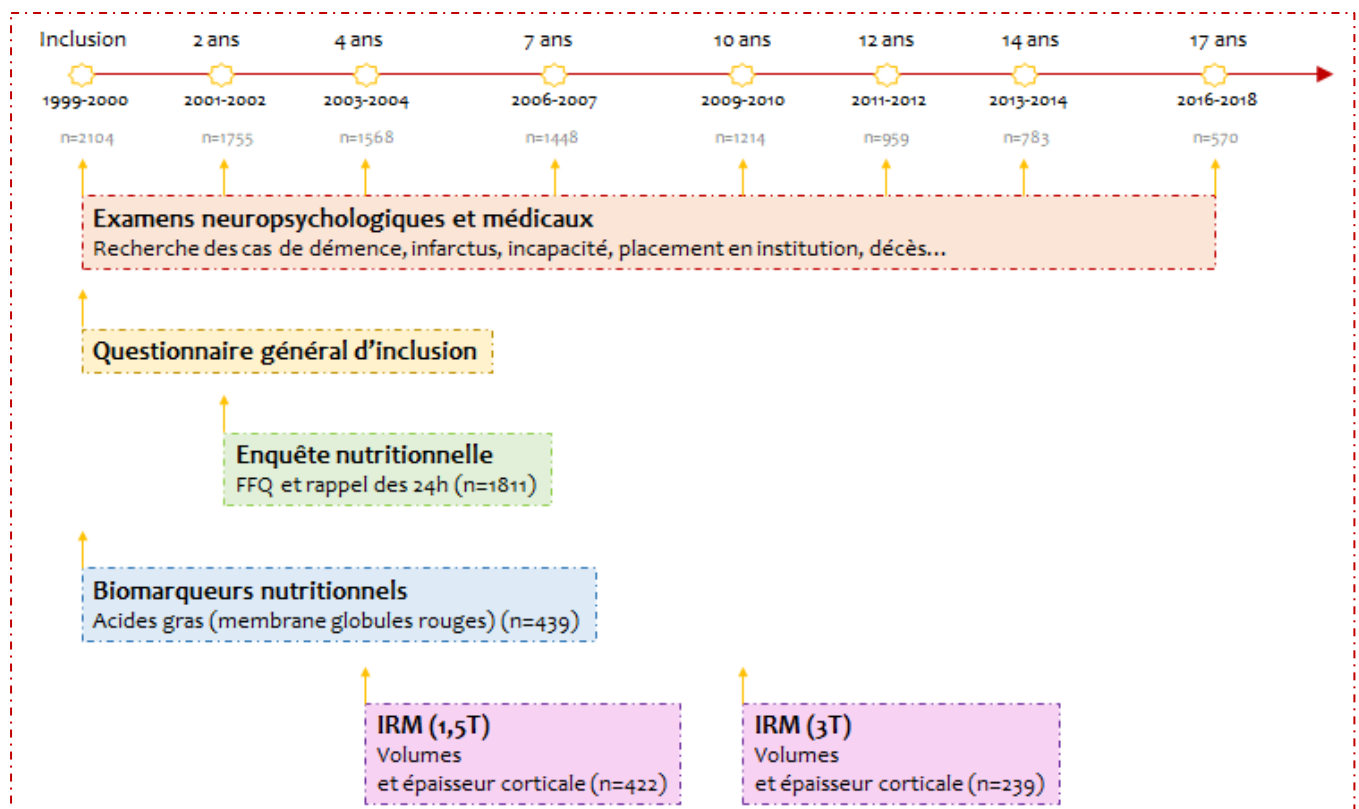 Inclusion 2 ans 4 ans 7 ans 10 ans 12 ans 14 ans 17 ans
1999-2000 2001-2002 2003-2004 2006-2007 2009-2010 2011-2012 2013-2014 2016-2018
n=2104 n=1755 n=1568 n=1448 n=1214 n=959 n=783 n=570
Examens neuropsychologiques et médicaux
Recherche des cas de démence, infarctus, incapacité, placement en institution, décès...
Questionnaire général d'inclusion
Enquête nutritionnelle
FFQ et rappel des 24h (n=1811)
Biomarqueurs nutritionnels
Acides gras (membrane globules rouges) (n=439)
IRM (1,5T)
Volumes
et épaisseur corticale (n=422)
IRM (3T)
Volumes
et épaisseur corticale (n=239)